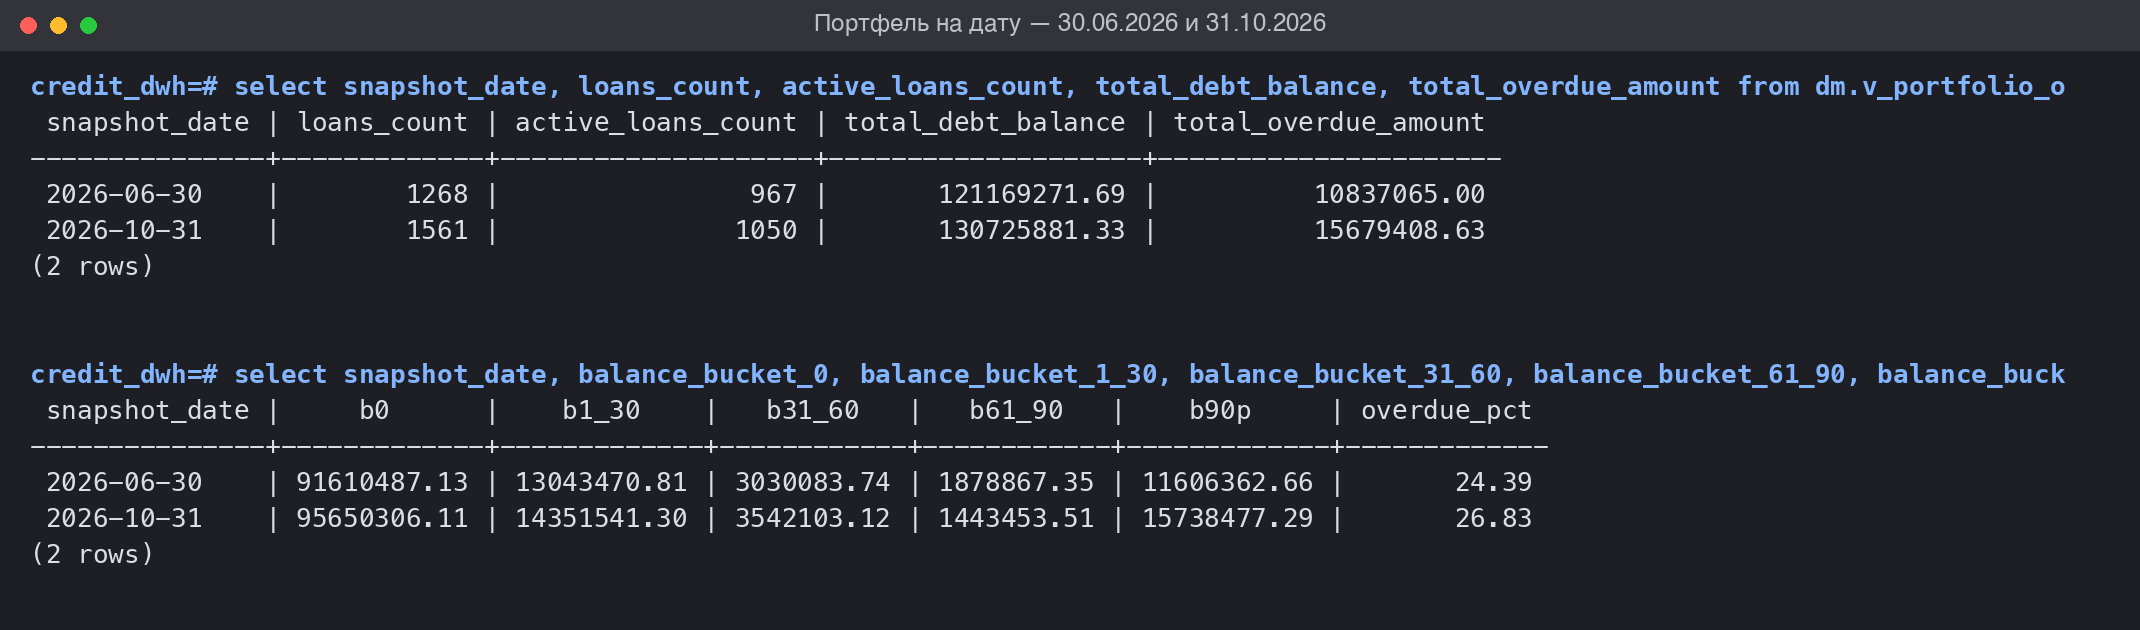 Портфель на дату — 30.06.2026 и 31.10.2026
credit_dwh=# select snapshot_date, loans_count, active_loans_count, total_debt_balance, total_overdue_amount from dm.v_portfolio_o
 snapshot_date | loans_count | active_loans_count | total_debt_balance | total_overdue_amount
---------------+-------------+--------------------+--------------------+----------------------
 2026-06-30    |        1268 |                967 |       121169271.69 |          10837065.00
 2026-10-31    |        1561 |               1050 |       130725881.33 |          15679408.63
(2 rows)
credit_dwh=# select snapshot_date, balance_bucket_0, balance_bucket_1_30, balance_bucket_31_60, balance_bucket_61_90, balance_buck
 snapshot_date |     b0      |    b1_30    |   b31_60   |   b61_90   |    b90p     | overdue_pct
---------------+-------------+-------------+------------+------------+-------------+-------------
 2026-06-30    | 91610487.13 | 13043470.81 | 3030083.74 | 1878867.35 | 11606362.66 |       24.39
 2026-10-31    | 95650306.11 | 14351541.30 | 3542103.12 | 1443453.51 | 15738477.29 |       26.83
(2 rows)